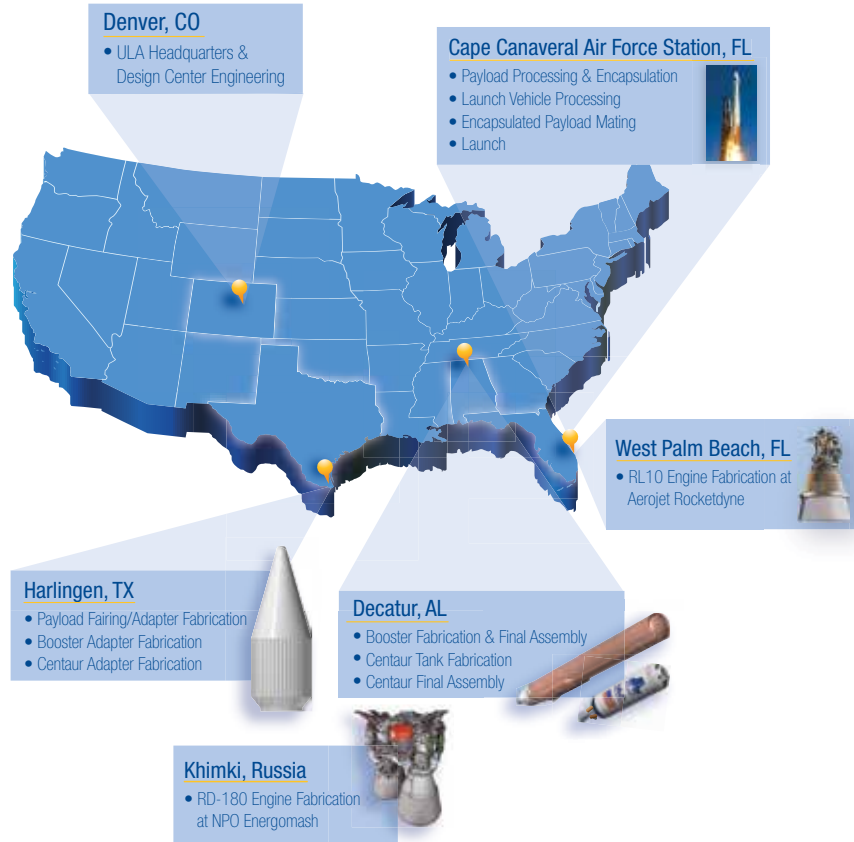 Denver, CO
• ULA Headquarters &
Design Center Engineering
Cape Canaveral Air Force Station, FL
• Payload Processing & Encapsulation
• Launch Vehicle Processing
• Encapsulated Payload Mating
• Launch
West Palm Beach, FL
• RL10 Engine Fabrication at
Aerojet Rocketdyne
Harlingen, TX
• Payload Fairing/Adapter Fabrication
• Booster Adapter Fabrication
• Centaur Adapter Fabrication
Decatur, AL
• Booster Fabrication & Final Assembly
• Centaur Tank Fabrication
• Centaur Final Assembly
Khimki, Russia
• RD-180 Engine Fabrication
at NPO Energomash